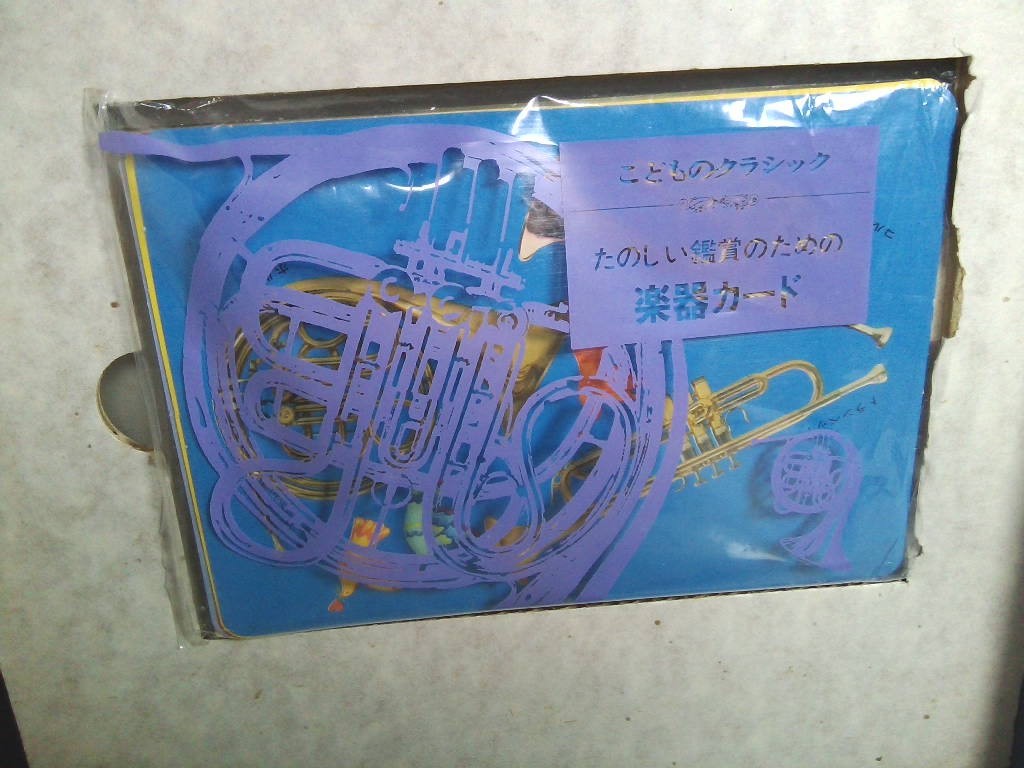 こどものクラシック
たのしい鑑賞のための
楽器カード